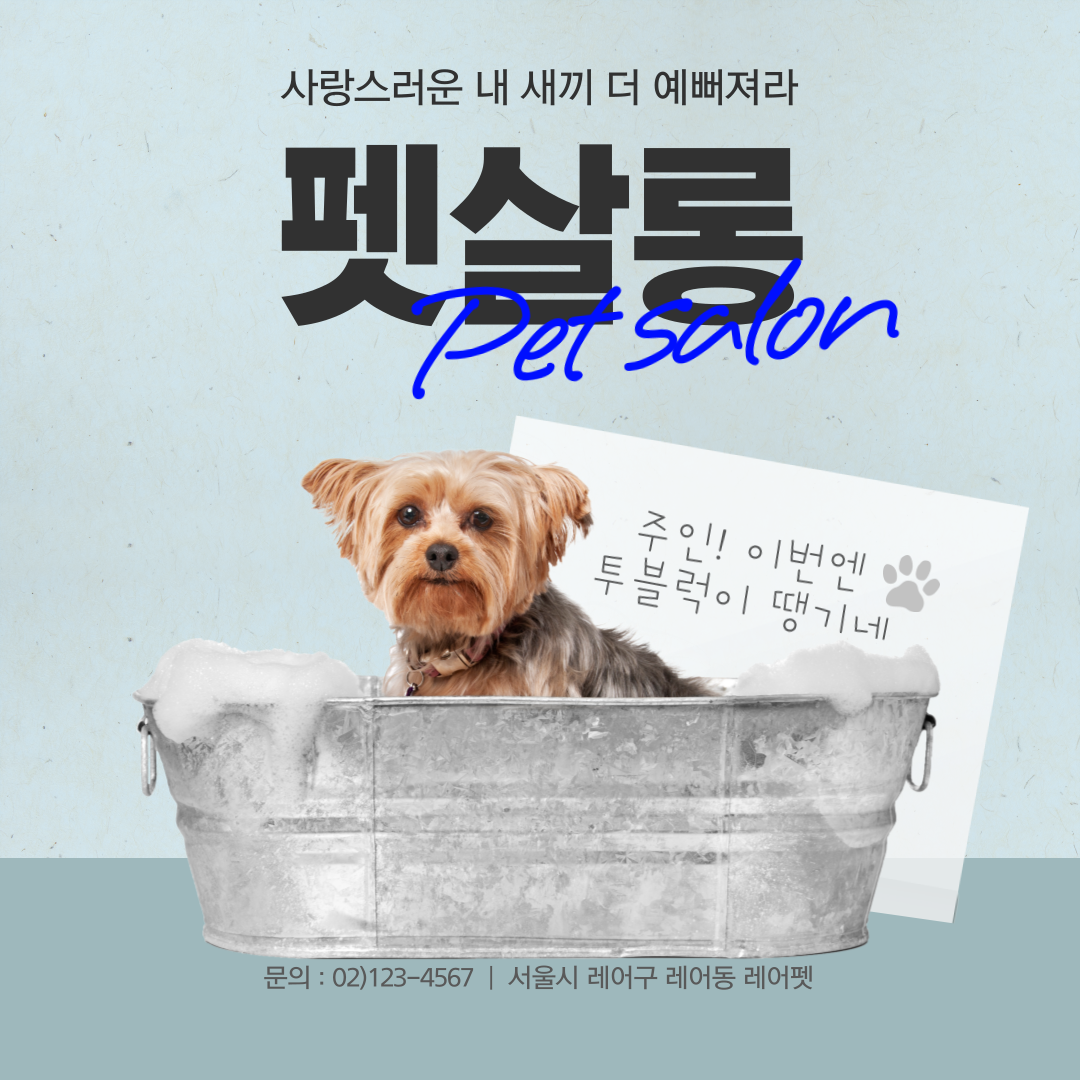 사랑스러운 내 새끼 더 예뻐져라
펫살롱
Pet salon
주인! 이번엔
투블럭이 땡기네
문의 : 02)123-4567 | 서울시 레어구 레어동 레어펫